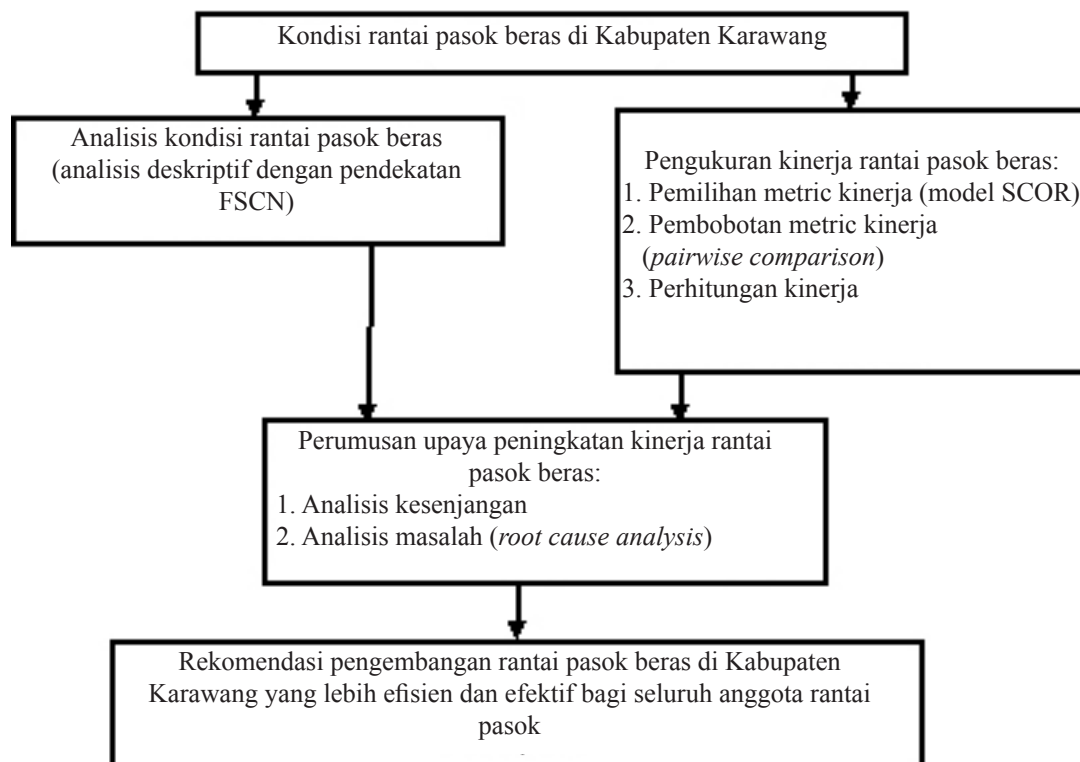 Kondisi rantai pasok beras di Kabupaten Karawang
Analisis kondisi rantai pasok beras
(analisis deskriptif dengan pendekatan
FSCN)
Pengukuran kinerja rantai pasok beras:
1. Pemilihan metric kinerja (model SCOR)
2. Pembobotan metric kinerja
(pairwise comparison)
3. Perhitungan kinerja
Perumusan upaya peningkatan kinerja rantai
pasok beras:
1. Analisis kesenjangan
2. Analisis masalah (root cause analysis)
Rekomendasi pengembangan rantai pasok beras di Kabupaten
Karawang yang lebih efisien dan efektif bagi seluruh anggota rantai
pasok